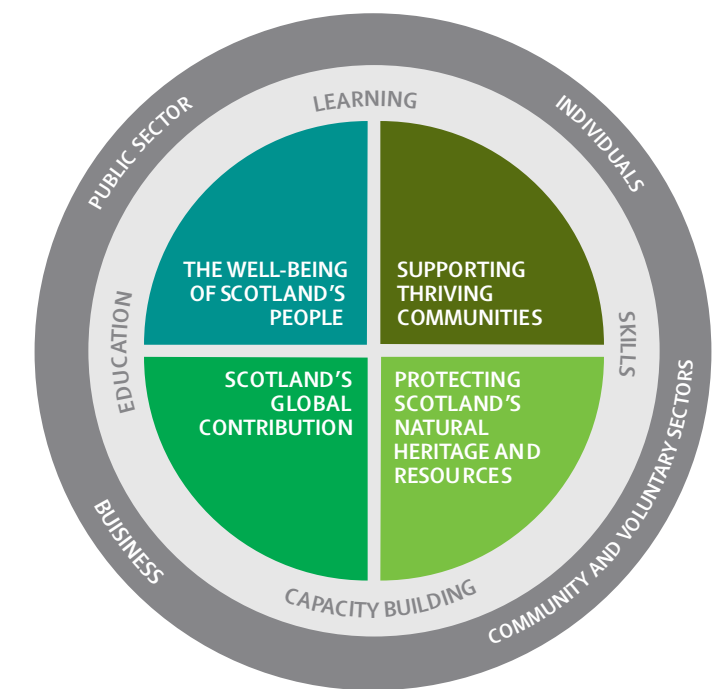 LEARNING
PUBLIC SECTOR
INDIVIDUALS
THE WELL-BEING
OF SCOTLAND'S
PEOPLE
SUPPORTING
THRIVING
COMMUNITIES
EDUCATION
SKILLS
SCOTLAND'S
GLOBAL
CONTRIBUTION
PROTECTING
SCOTLAND'S
NATURAL
HERITAGE AND
RESOURCES
BUISINESS
COMMUNITY AND VOLUNTARY SECTORS
CAPACITY BUILDING